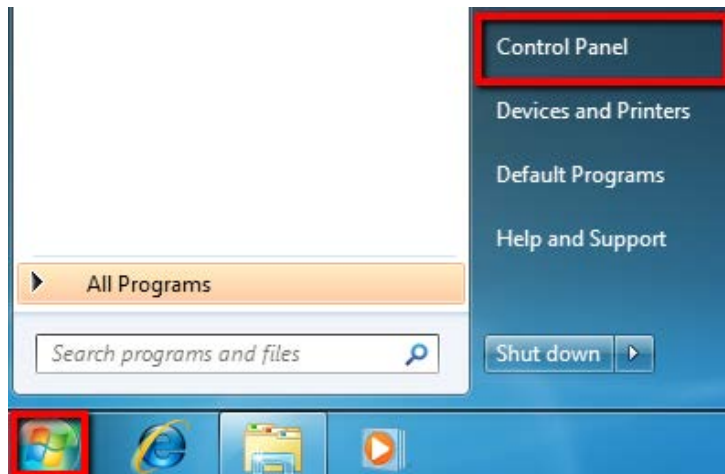 Control Panel
Devices and Printers
Default Programs
Help and Support
All Programs
Search programs and files
Shut down